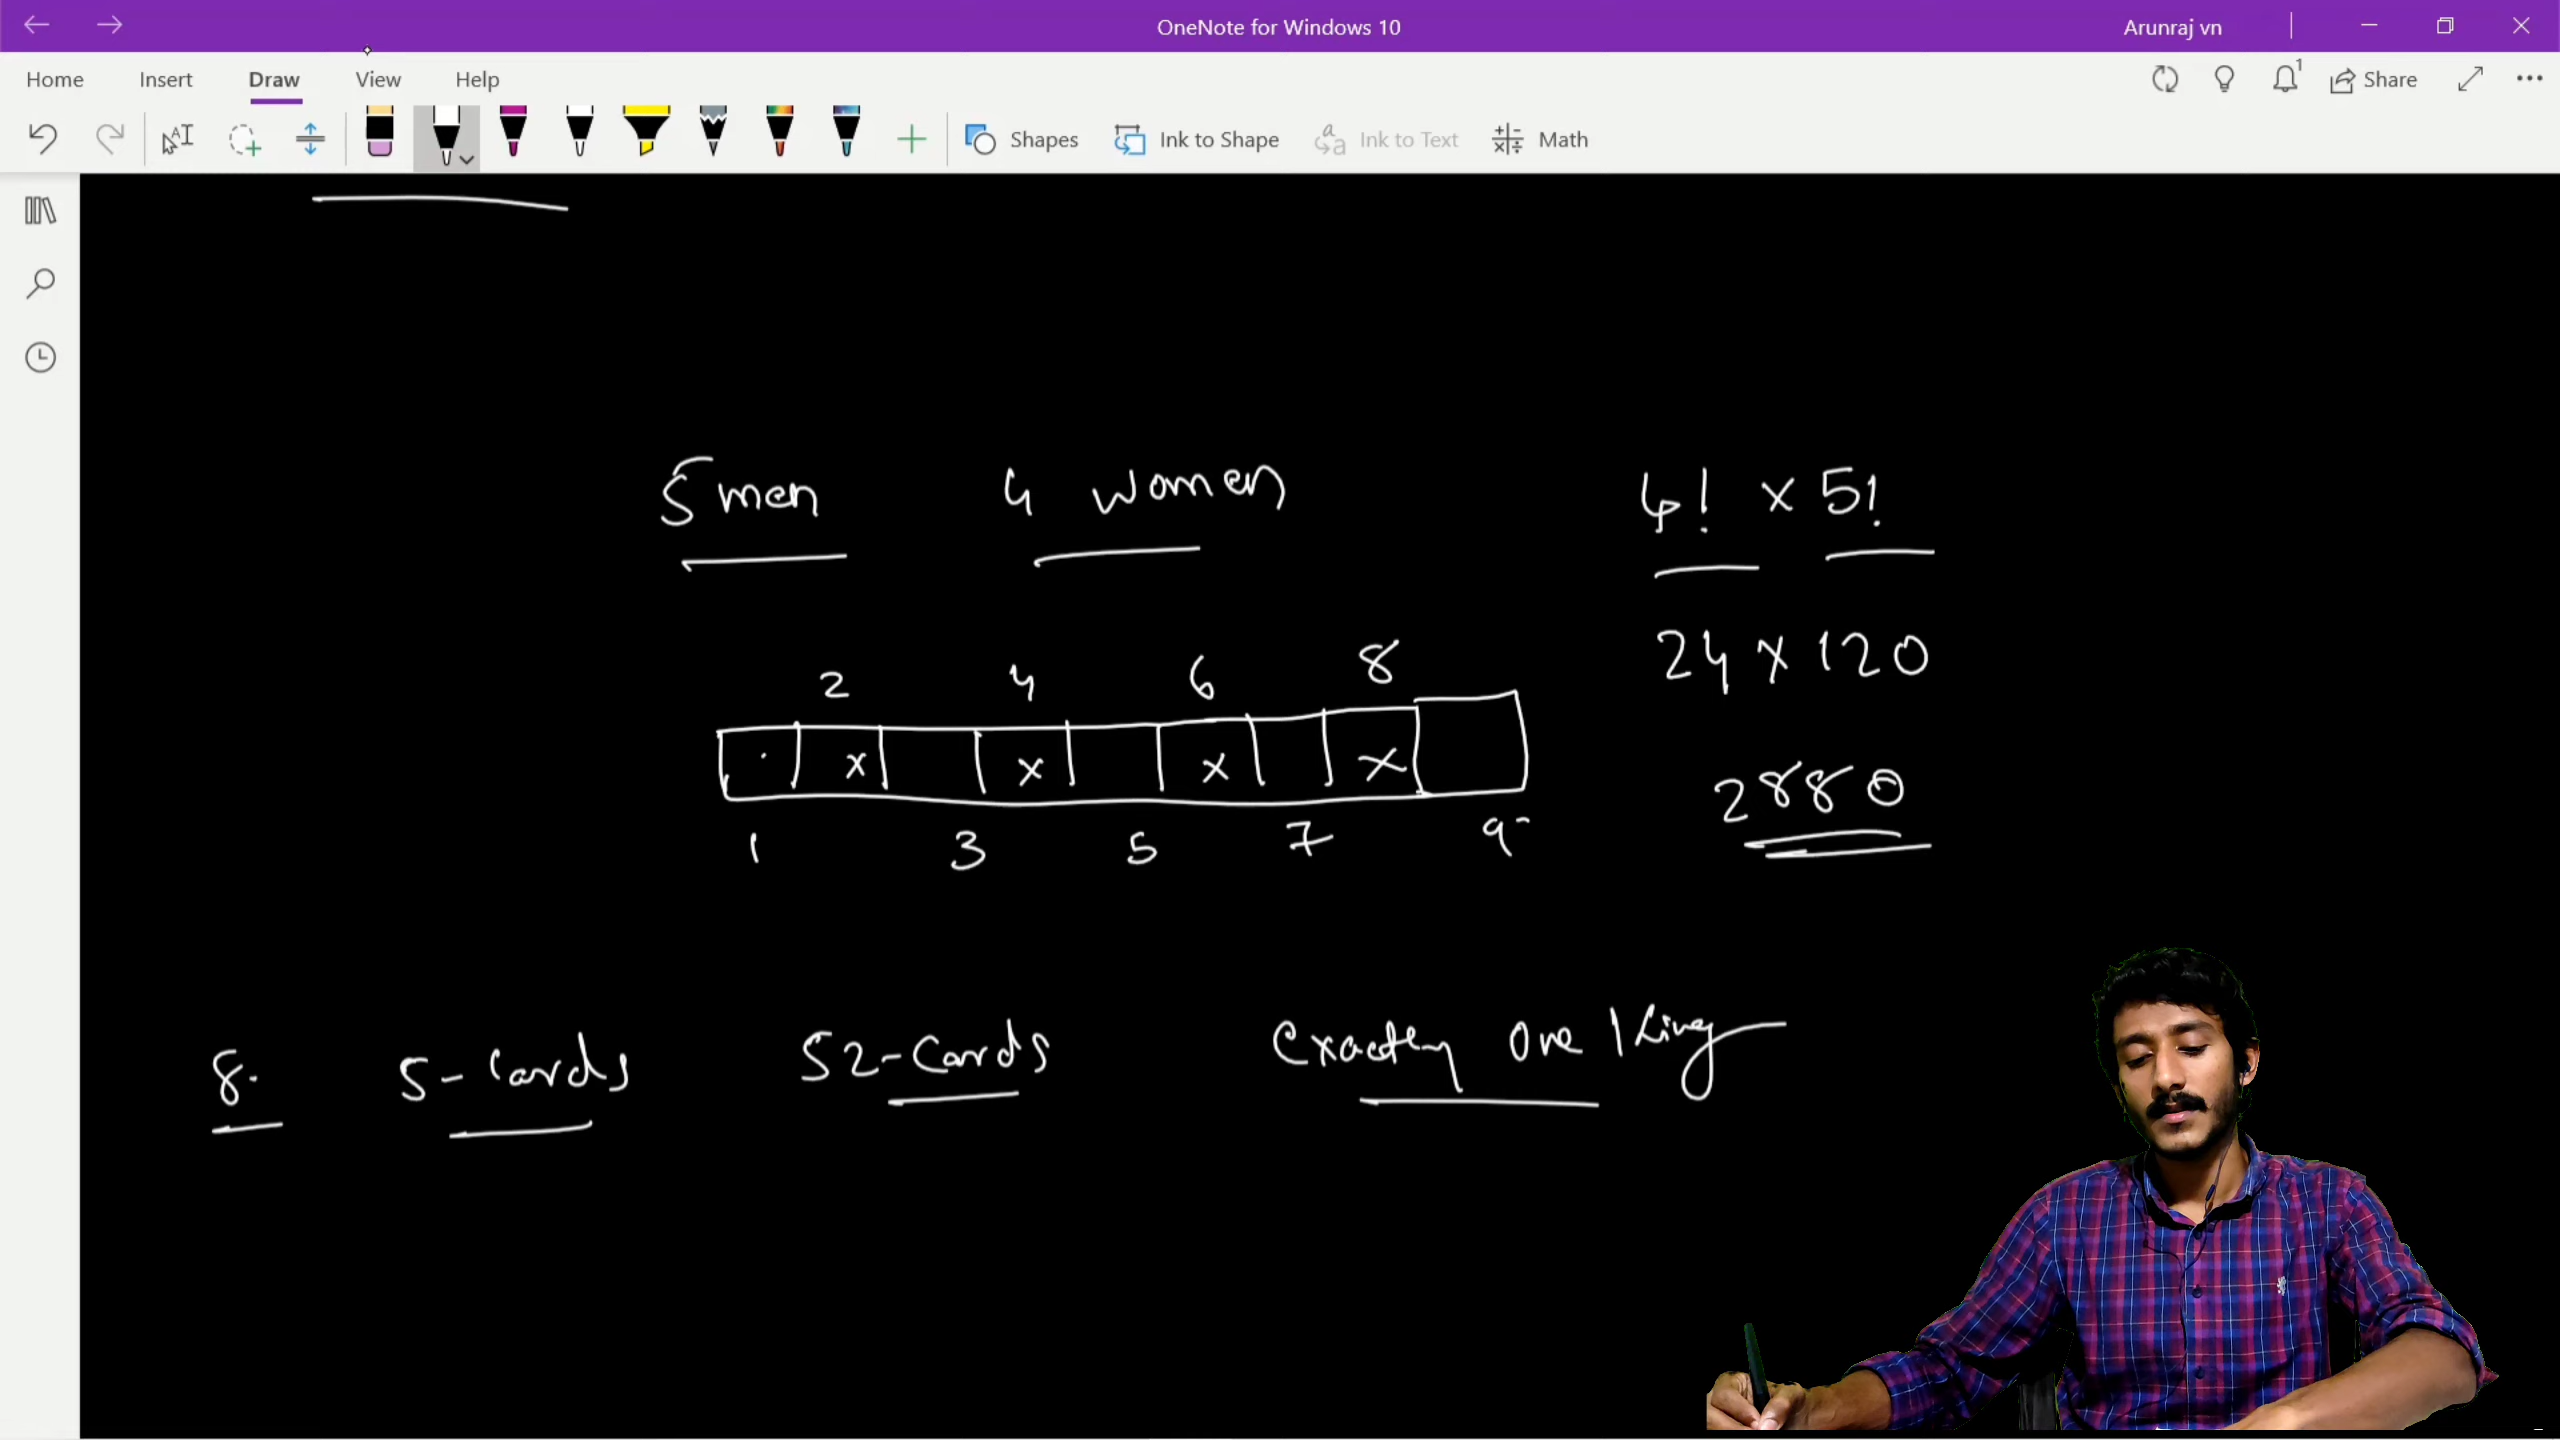 OneNote for Windows 10
Arunraj vn
Home Insert Draw View Help
1
Share
Shapes Ink to Shape Ink to Text Math
5 men 4 women 4! x 5!
24 x 120
2 4 6 8
x x x x
2880
1 3 5 7 9
8. 5-cards 52-cards exactly one king